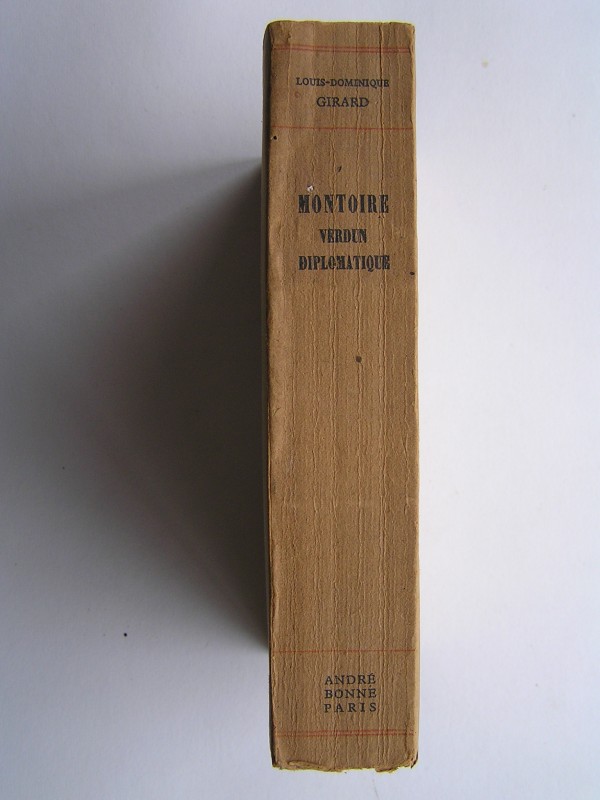 LOUIS-DOMINIQUE
GIRARD
MONTOIRE
VERDUN
DIPLOMATIQUE
ANDRÉ
BONNE
PARIS